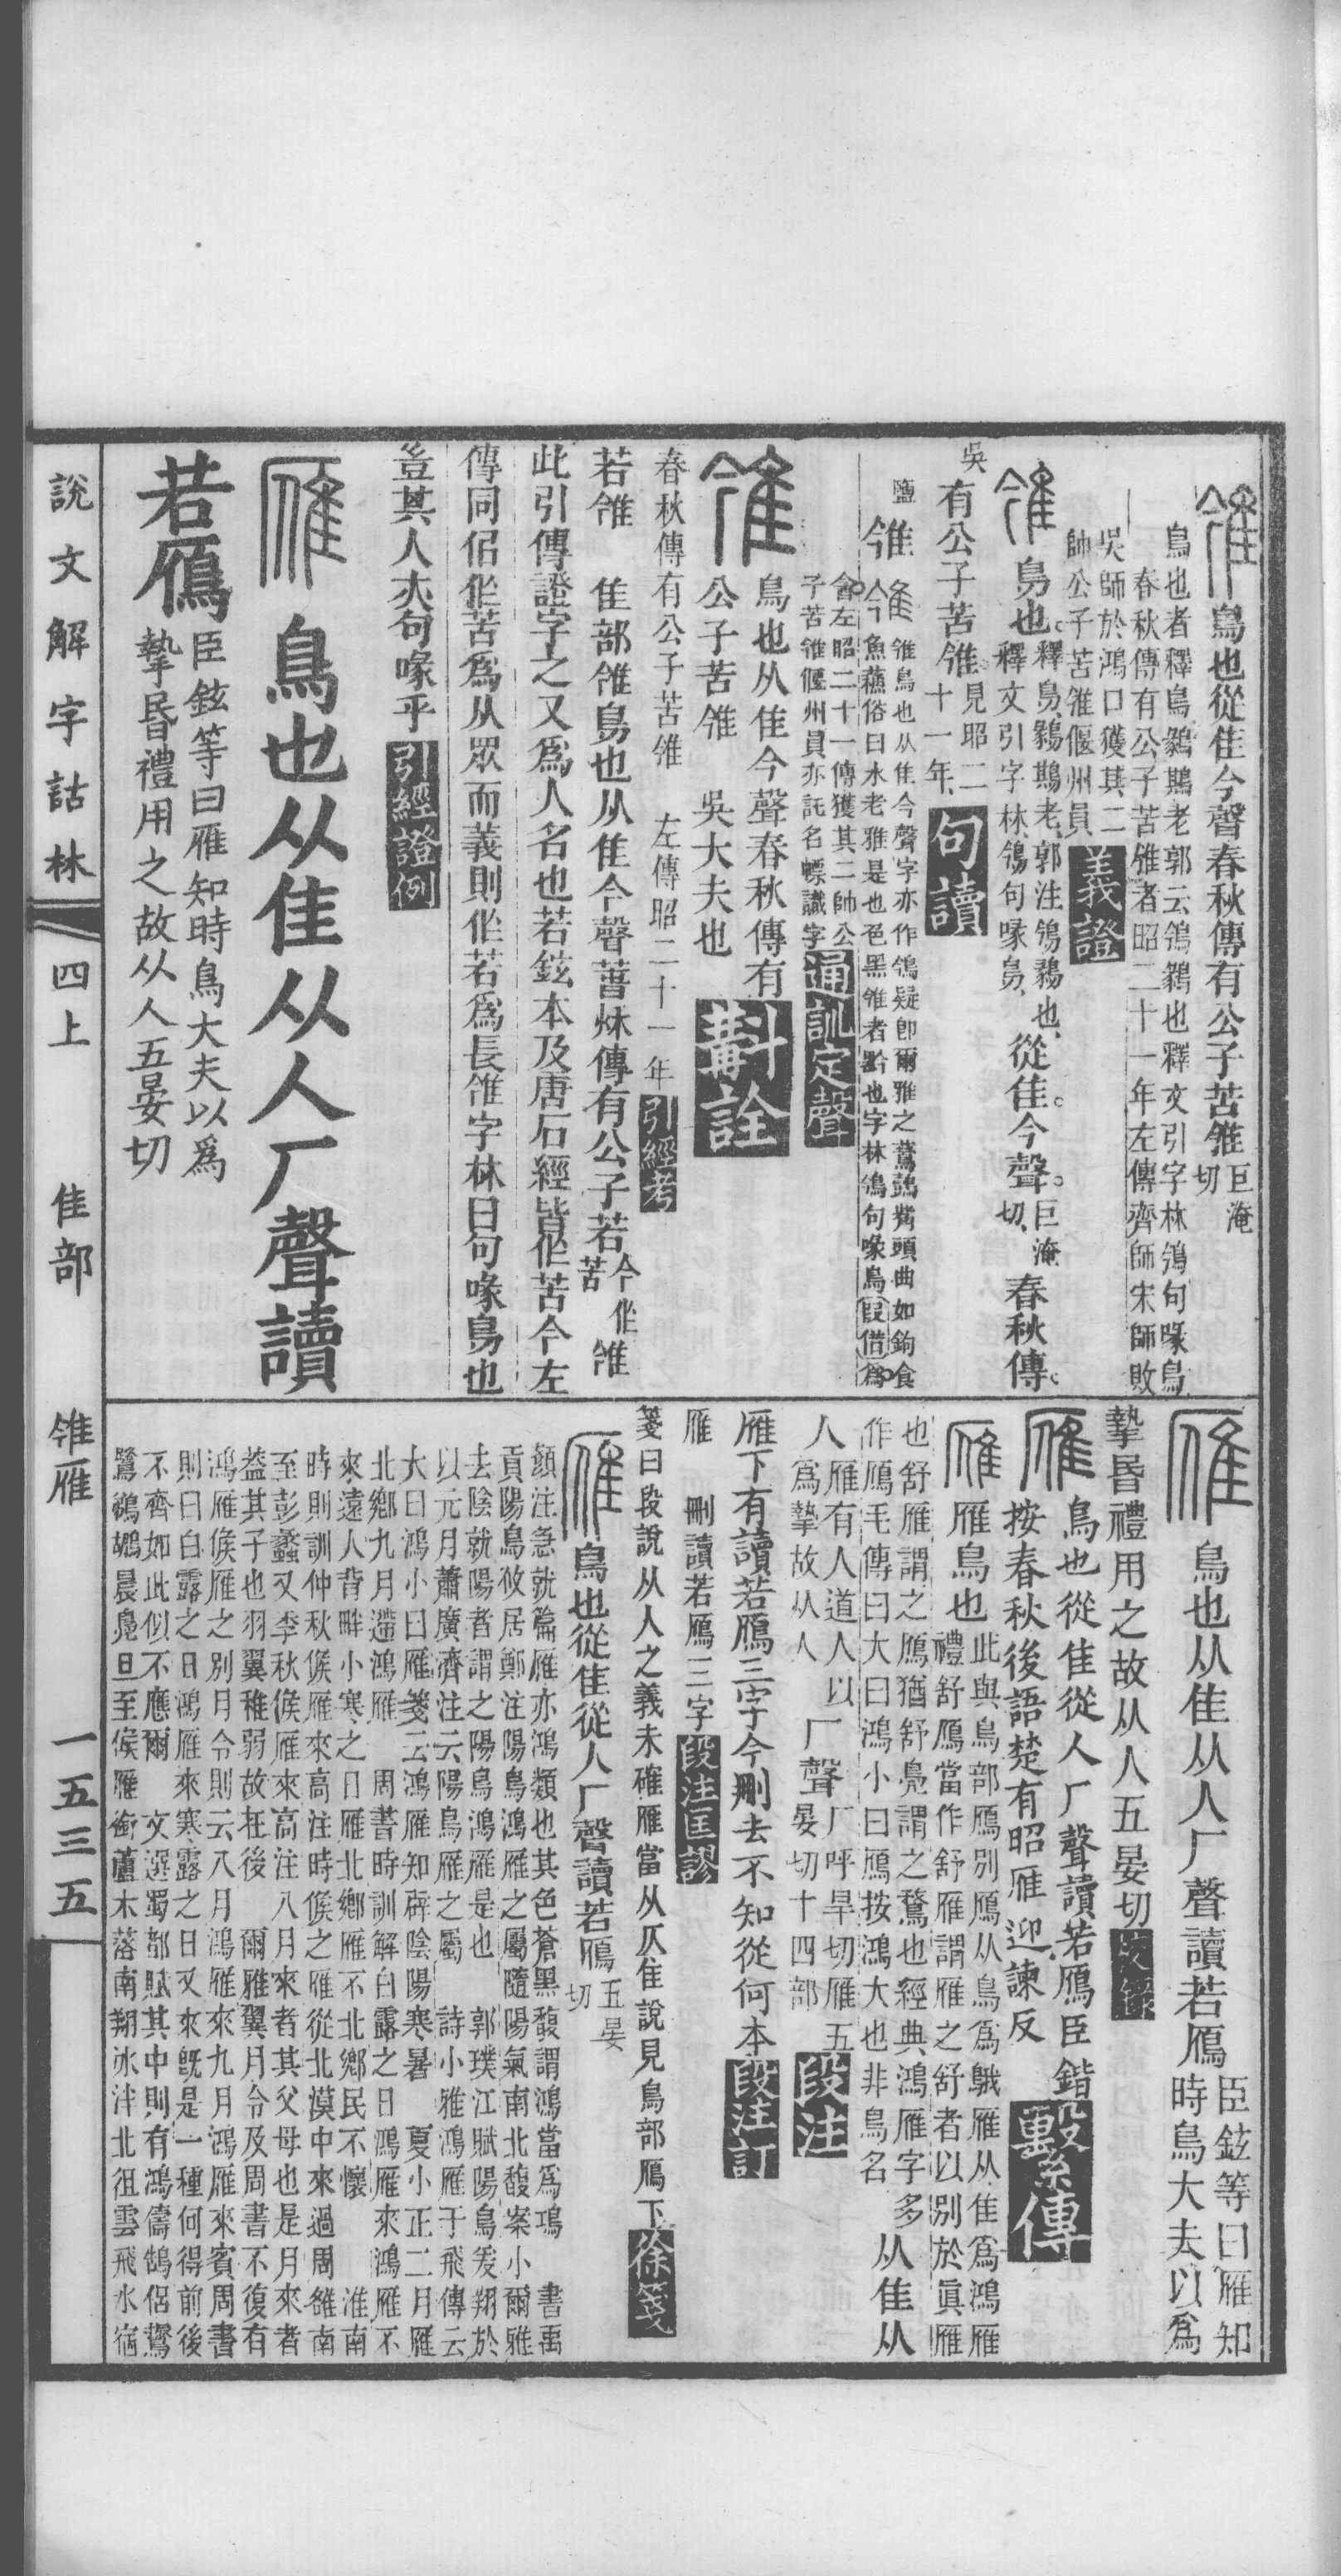 鳥也從隹今聲春秋傳有公子苦雂巨淹切
鳥也者釋鳥鶨鶀老郭云鳹鶨也釋文引字林鳹句喙鳥
春秋傳有公子苦雂者昭二十一年左傳齊師宋師敗
吳師於鴻口獲其二
帥公子苦雂偃州員義證
鳥也釋鳥鶨鶀老郭注鳹鶨也釋文引字林鳹句喙鳥從隹今聲巨淹切春秋傳
吳有公子苦雂見昭二十一年句讀
雂雂鳥也从隹今聲字亦作鳹疑卽爾雅之鶨鶀觜頭曲如鉤食
魚蘸俗曰水老雅是也色黑雂者黔也字林鳹句喙鳥叚借爲
會左昭二十一傳獲其二帥公
子苦雂偃州員亦託名幖識字通訓定聲
鳥也从隹今聲春秋傳有
公子苦雂 吳大夫也斠詮
春秋傳有公子苦雂 左傳昭二十一年引經考
若雂 隹部雂鳥也从隹今聲春秌傳有公子若今作苦雂
此引傳證字之又爲人名也若鉉本及唐石經皆作苦今左
傳同侣作苦爲从眾而義則作若爲長雂字林曰句喙鳥也
豈其人亦句喙乎引經證例
鳥也从隹从人厂聲讀
若鴈臣鉉等曰雁知時鳥大夫以爲
摯昬禮用之故从人五晏切
鳥也从隹从人厂聲讀若鴈臣鉉等曰雁知時鳥大夫以爲
摯昬禮用之故从人五晏切校錄
鳥也從隹從人厂聲讀若鴈臣鍇
按春秋後語楚有昭雁迎諫反繫傳
雁鳥也此與鳥部鴈別鴈从鳥爲鵝雁从隹爲鴻雁
禮舒鴈當作舒雁謂雁之舒者以別於眞雁
也舒雁謂之鴈猶舒鳧謂之鶩也經典鴻雁字多
作鴈毛傳曰大曰鴻小曰鴈按鴻大也非鳥名从隹从
人雁有人道人以
爲摯故从人厂聲厂呼旱切雁五
晏切十四部段注
雁下有讀若鴈三字今刪去不知從何本段注訂
雁 刪讀若鴈三字段注匡謬
箋曰段說从人之義未確雁當从仄隹說見鳥部鴈下徐箋
鳥也從隹從人厂聲讀若鴈五晏切
顏注急就篇雁亦鴻類也其色蒼黑馥謂鴻當爲鳿 書禹
貢陽鳥攸居鄭注陽鳥鴻雁之屬隨陽氣南北馥案小爾雅
去陰就陽者謂之陽鳥鴻雁是也 郭璞江賦陽鳥爰翔於
以元月蕭廣濟注云陽鳥雁之屬 詩小雅鴻雁于飛傳云
大曰鴻小曰雁箋云鴻雁知辟陰陽寒暑 夏小正二月雁
北鄉九月遰鴻雁 周書時訓解白露之日鴻雁來鴻雁不
來遠人背畔小寒之日雁北鄉雁不北鄉民不懷 淮南
時則訓仲秋候雁來高注時候之雁從北漠中來過周雒南
至彭蠡又季秋候雁來高注八月來者其父母也是月來者
葢其子也羽翼稚弱故在後 爾雅翼月令及周書不復有
鴻雁候雁之別月令則云八月鴻雁來九月鴻雁來賓周書
則曰白露之日鴻雁來寒露之日又來旣是一種何得前後
不齊如此似不應爾 文選蜀都賦其中則有鴻儔鵠侣鴛
鷺鵜鶘晨鳧旦至候雁銜蘆木落南翔冰泮北徂雲飛水宿
說文解字詁林 四上 隹部 雂雁 一五三五